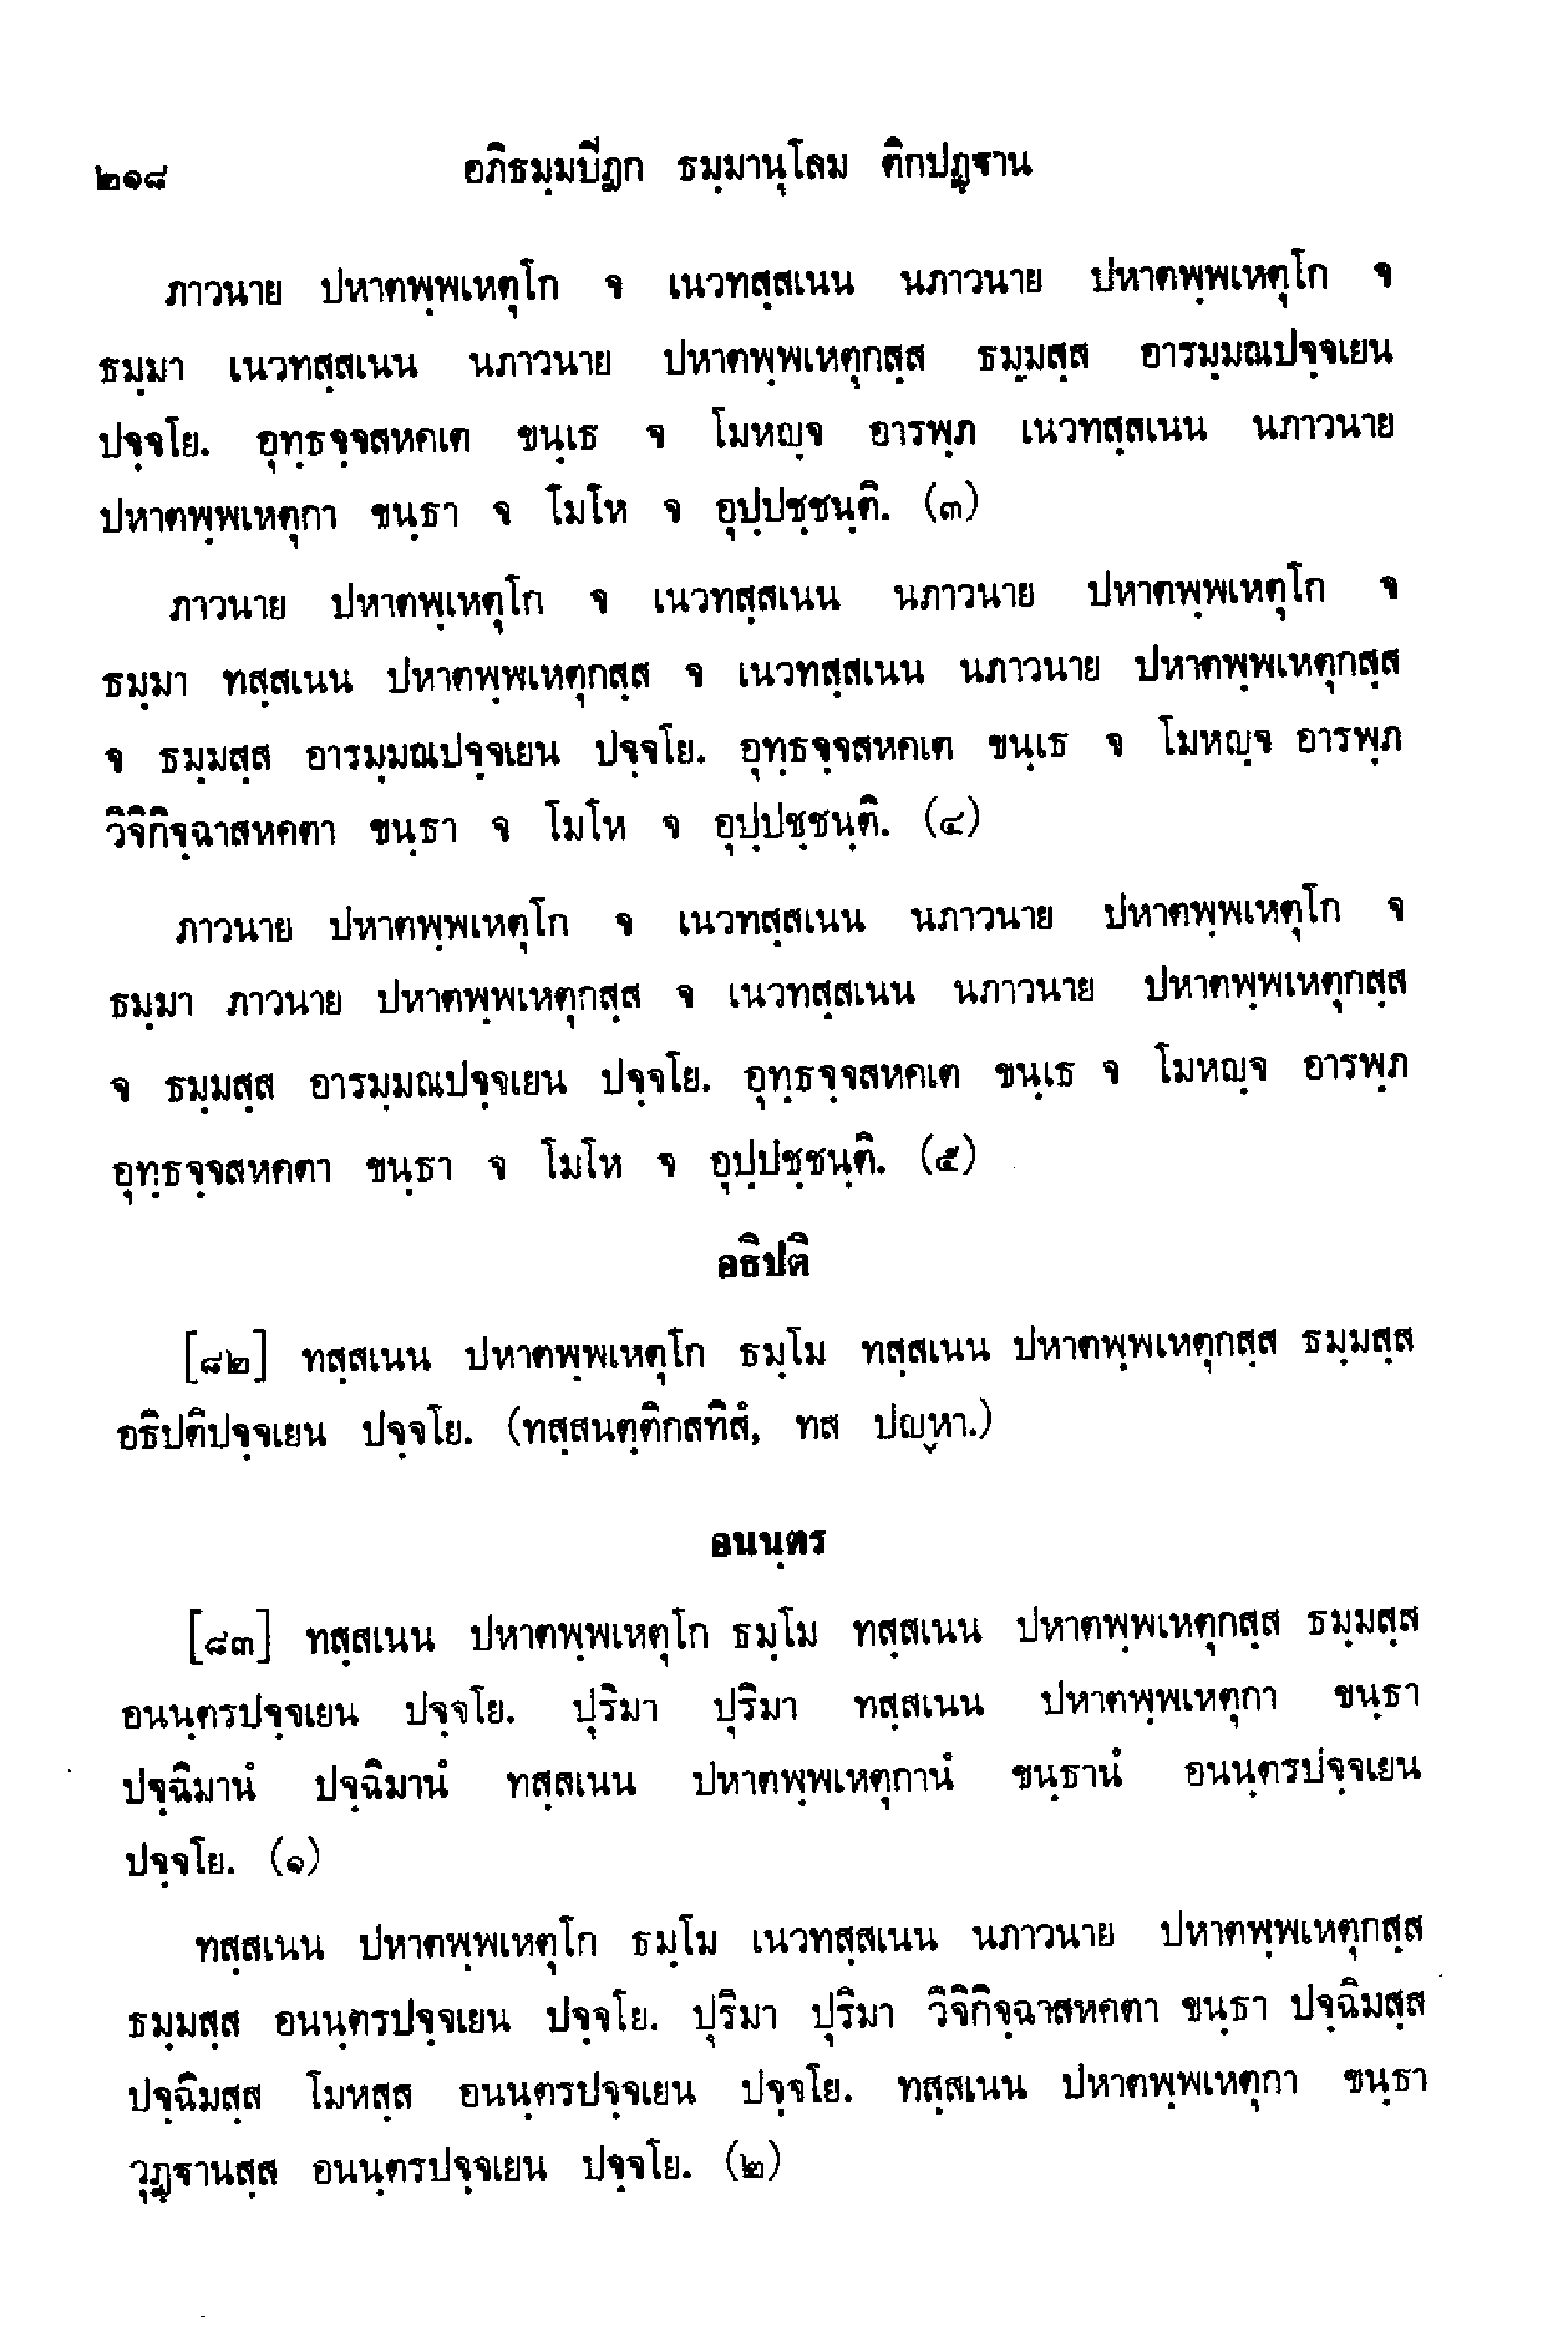 ๒๑๘ อภิธมฺมปิฏก ธมฺมานุโลม ติกปฏฺฐาน
ภาวนาย ปหาตพฺพเหตุโก จ เนวทสฺสเนน นภาวนาย ปหาตพฺพเหตุโก จ
ธมฺมา เนวทสฺสเนน นภาวนาย ปหาตพฺพเหตุกสฺส ธมฺมสฺส อารมฺมณปจฺจเยน
ปจฺจโย. อุทฺธจฺจสหคเต ขนฺเธ จ โมหญฺจ อารพฺภ เนวทสฺสเนน นภาวนาย
ปหาตพฺพเหตุกา ขนฺธา จ โมโห จ อุปฺปชฺชนฺติ. (๓)
ภาวนาย ปหาตพฺเหตุโก จ เนวทสฺสเนน นภาวนาย ปหาตพฺพเหตุโก จ
ธมฺมา ทสฺสเนน ปหาตพฺพเหตุกสฺส จ เนวทสฺสเนน นภาวนาย ปหาตพฺพเหตุกสฺส
จ ธมฺมสฺส อารมฺมณปจฺจเยน ปจฺจโย. อุทฺธจฺจสหคเต ขนฺเธ จ โมหญฺจ อารพฺภ
วิจิกิจฺฉาสหคตา ขนฺธา จ โมโห จ อุปฺปชฺชนฺติ. (๔)
ภาวนาย ปหาตพฺพเหตุโก จ เนวทสฺสเนน นภาวนาย ปหาตพฺพเหตุโก จ
ธมฺมา ภาวนาย ปหาตพฺพเหตุกสฺส จ เนวทสฺสเนน นภาวนาย ปหาตพฺพเหตุกสฺส
จ ธมฺมสฺส อารมฺมณปจฺจเยน ปจฺจโย. อุทฺธจฺจสหคเต ขนฺเธ จ โมหญฺจ อารพฺภ
อุทฺธจฺจสหคตา ขนฺธา จ โมโห จ อุปฺปชฺชนฺติ. (๕)
อธิปติ
[๘๒] ทสฺสเนน ปหาตพฺพเหตุโก ธมฺโม ทสฺสเนน ปหาตพฺพเหตุกสฺส ธมฺมสฺส
อธิปติปจฺจเยน ปจฺจโย. (ทสฺสนตฺติกสทิสํ, ทส ปญฺหา.)
อนนฺตร
[๘๓] ทสฺสเนน ปหาตพฺพเหตุโก ธมฺโม ทสฺสเนน ปหาตพฺพเหตุกสฺส ธมฺมสฺส
อนนฺตรปจฺจเยน ปจฺจโย. ปุริมา ปุริมา ทสฺสเนน ปหาตพฺพเหตุกา ขนฺธา
ปจฺฉิมานํ ปจฺฉิมานํ ทสฺสเนน ปหาตพฺพเหตุกานํ ขนฺธานํ อนนฺตรปจฺจเยน
ปจฺจโย. (๑)
ทสฺสเนน ปหาตพฺพเหตุโก ธมฺโม เนวทสฺสเนน นภาวนาย ปหาตพฺพเหตุกสฺส
ธมฺมสฺส อนนฺตรปจฺจเยน ปจฺจโย. ปุริมา ปุริมา วิจิกิจฺฉาสหคตา ขนฺธา ปจฺฉิมสฺส
ปจฺฉิมสฺส โมหสฺส อนนฺตรปจฺจเยน ปจฺจโย. ทสฺสเนน ปหาตพฺพเหตุกา ขนฺธา
วุฏฺฐานสฺส อนนฺตรปจฺจเยน ปจฺจโย. (๒)